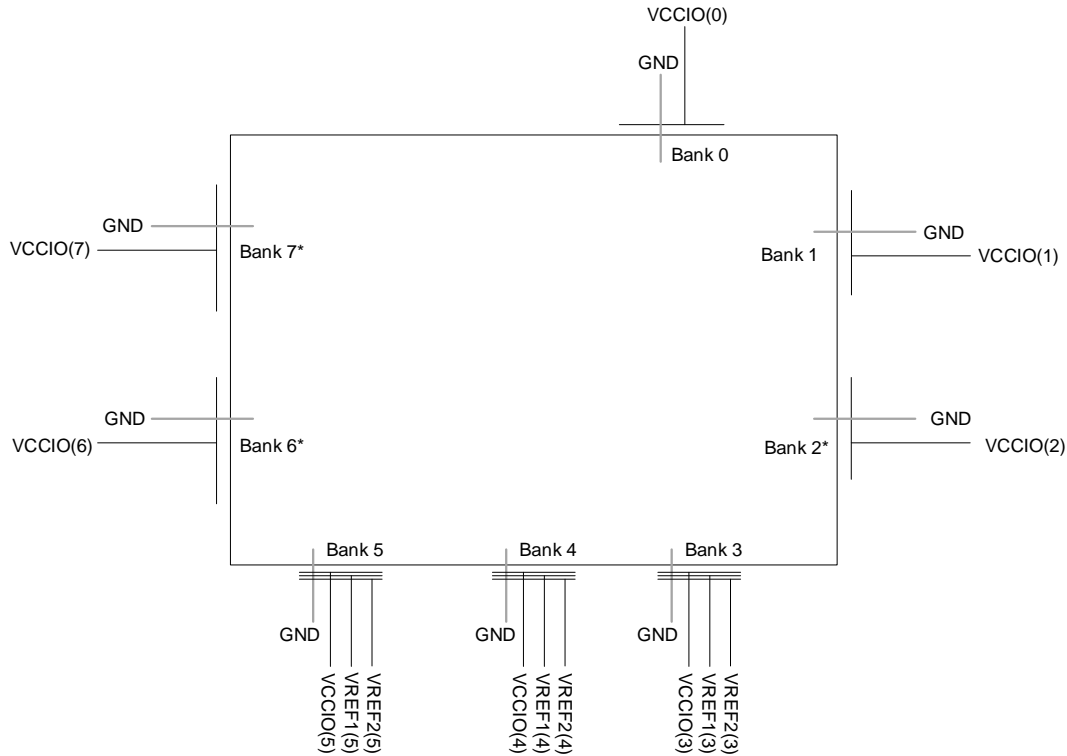 VCCIO(0)
GND
Bank 0
GND
VCCIO(7)
Bank 7*
GND
Bank 1
VCCIO(1)
GND
VCCIO(6)
Bank 6*
GND
Bank 2*
VCCIO(2)
Bank 5
Bank 4
Bank 3
GND
GND
GND
VCCIO(5)
VREF1(5)
VREF2(5)
VCCIO(4)
VREF1(4)
VREF2(4)
VCCIO(3)
VREF1(3)
VREF2(3)